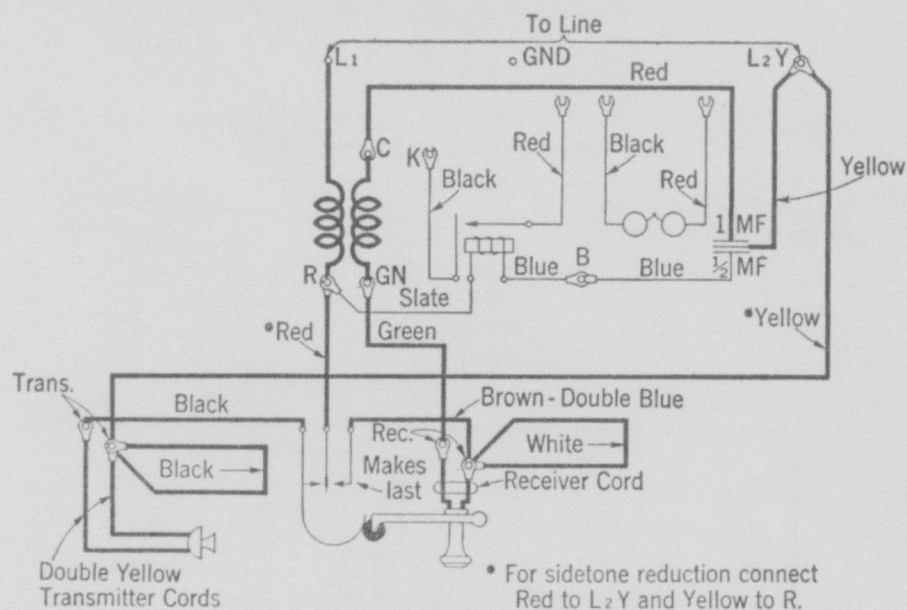 To Line
L1
GND
L2Y
Red
C
K
Black
Red
Black
Red
Yellow
1 MF
½ MF
R
GN
Slate
Blue
B
Blue
*Red
Green
*Yellow
Trans.
Black
Brown - Double Blue
Rec.
White
Black
Makes
last
Receiver Cord
Double Yellow
Transmitter Cords
* For sidetone reduction connect
Red to L2Y and Yellow to R.